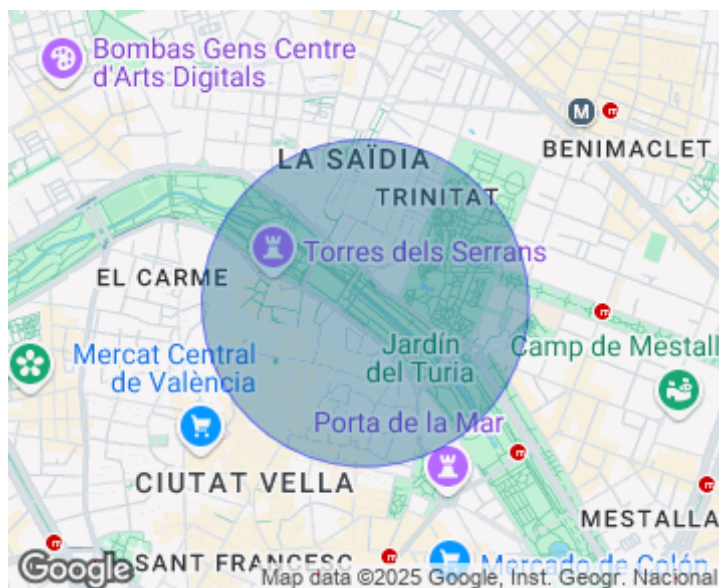 Bombas Gens Centre
d'Arts Digitals
M
BENIMACLET
LA SAÏDIA
TRINITAT
Torres dels Serrans
EL CARME
Mercat Central
de València
Jardín
del Turia
Camp de Mestall
Porta de la Mar
CIUTAT VELLA
MESTALLA
Google
SANT FRANCESC
Mercado de Colón
Map data ©2025 Google, Inst. Geogr. Nacional